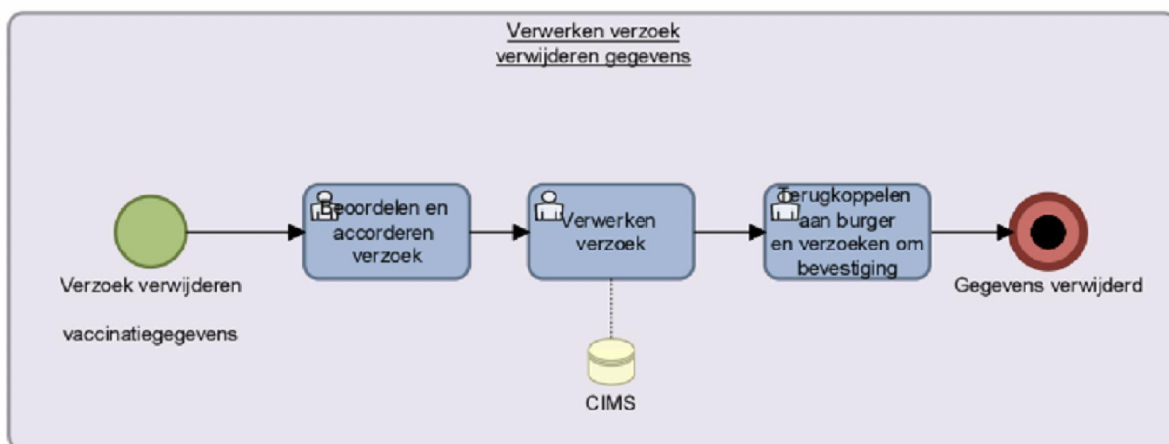 Verwerken verzoek
verwijderen gegevens
Beoordelen en
accorderen
verzoek
Verwerken
verzoek
Terugkoppelen
aan burger
en verzoeken om
bevestiging
Verzoek verwijderen
vaccinatiegegevens
Gegevens verwijderd
CIMS